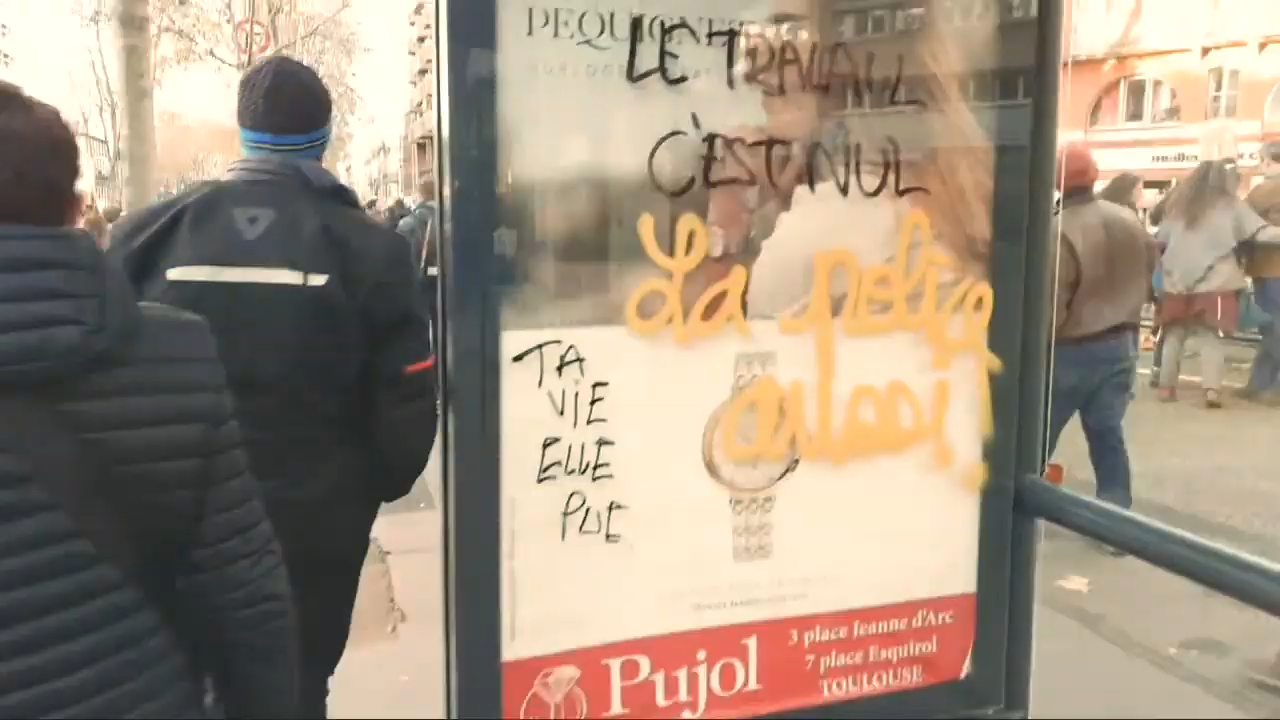 DEQUIGNE
LE TRAVAIL
C'EST NUL
La police
aussi!
TA
VIE
ELLE
PUE
Pujol
3 place Jeanne d'Arc
7 place Esquirol
TOULOUSE